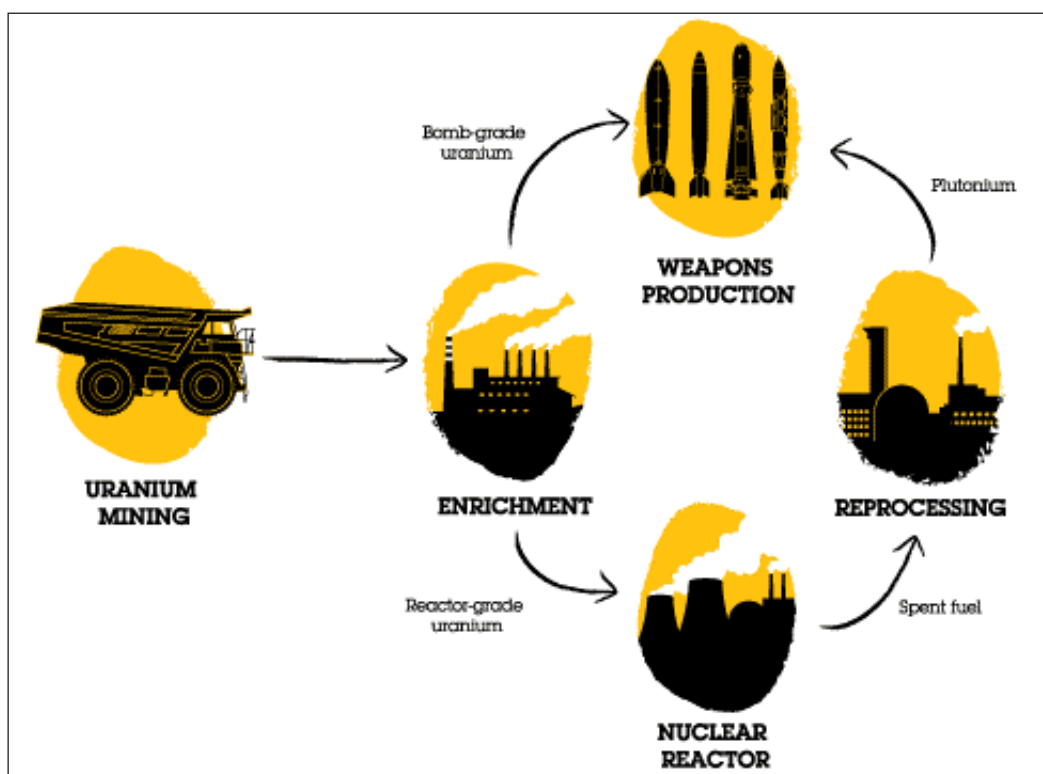 Bomb-grade
uranium
Plutonium
WEAPONS
PRODUCTION
URANIUM
MINING
ENRICHMENT
REPROCESSING
Reactor-grade
uranium
Spent fuel
NUCLEAR
REACTOR